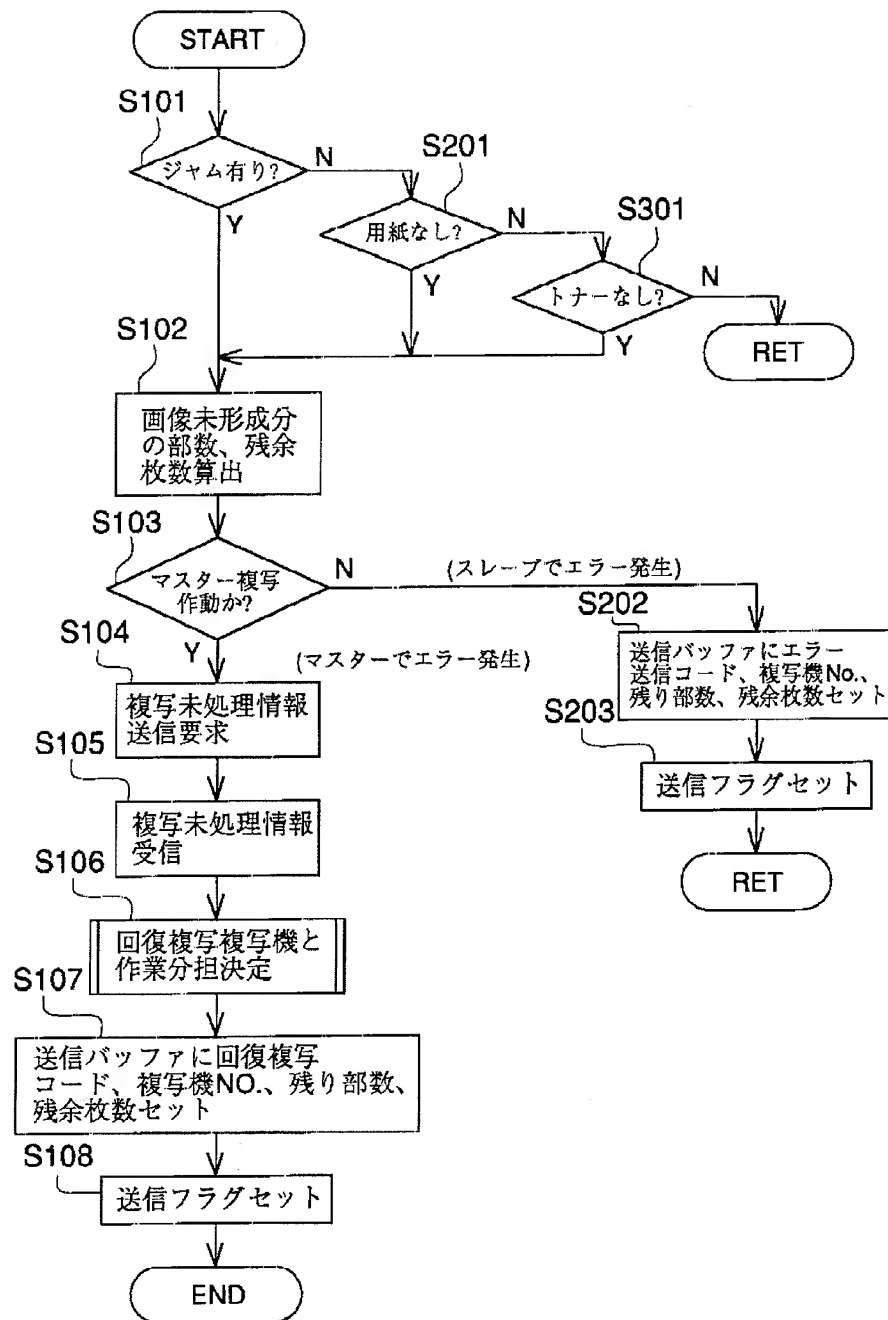 START
S101
ジャム有り?
N
Y
S201
用紙なし?
N
Y
S301
トナーなし?
N
Y
RET
S102
画像未形成分
の部数、残余
枚数算出
S103
マスター複写
作動か?
N
(スレーブでエラー発生)
Y
(マスターでエラー発生)
S202
送信バッファにエラー
送信コード、複写機No.、
残り部数、残余枚数セット
S203
送信フラグセット
RET
S104
複写未処理情報
送信要求
S105
複写未処理情報
受信
S106
回復複写複写機と
作業分担決定
S107
送信バッファに回復複写
コード、複写機NO.、残り部数、
残余枚数セット
S108
送信フラグセット
END